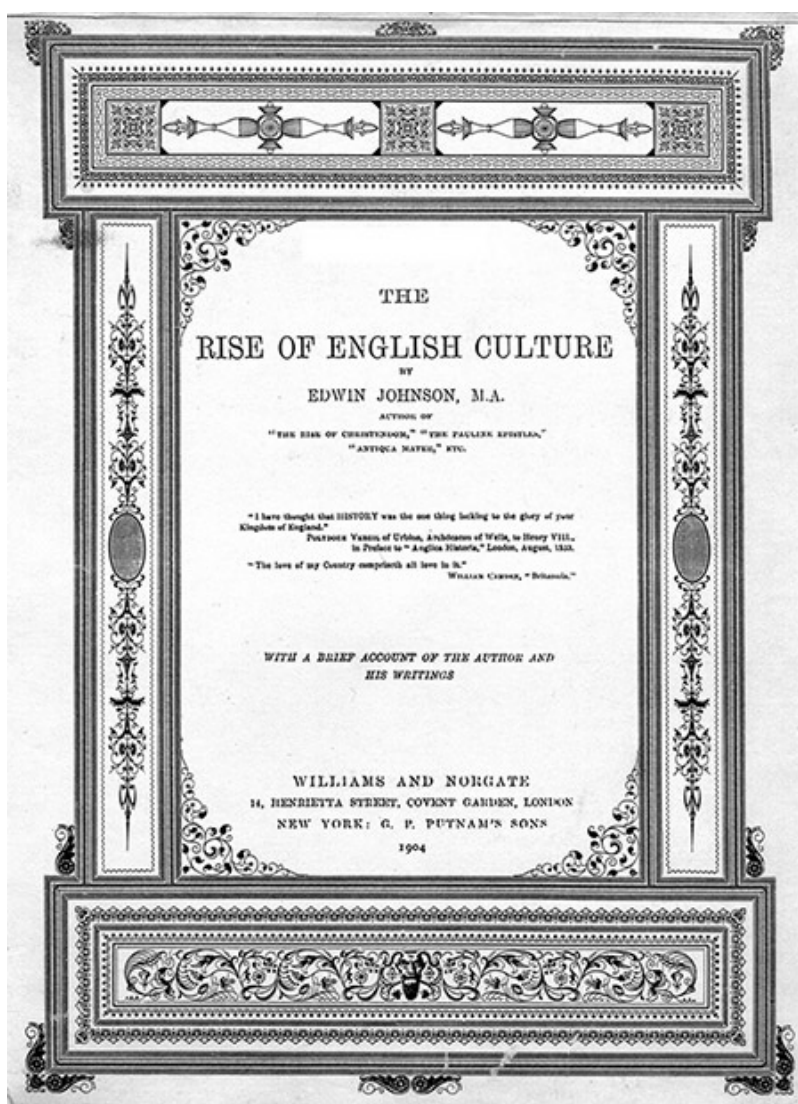 THE
RISE OF ENGLISH CULTURE
BY
EDWIN JOHNSON, M.A.
AUTHOR OF
"THE RISE OF CHRISTENDOM," "THE PAULINE EPISTLES,"
"ANTIQUA MATER," ETC.
"I have thought that HISTORY was the one thing lacking to the glory of your
Kingdom of England."
POLYDORE VERGIL of Urbino, Archdeacon of Wells, to Henry VIII.,
in Preface to "Anglica Historia," London, August, 1533.
"The love of my Country compriseth all love in it."
WILLIAM CAMDEN, "Britannia."
WITH A BRIEF ACCOUNT OF THE AUTHOR AND
HIS WRITINGS
WILLIAMS AND NORGATE
14, HENRIETTA STREET, COVENT GARDEN, LONDON
NEW YORK: G. P. PUTNAM'S SONS
1904